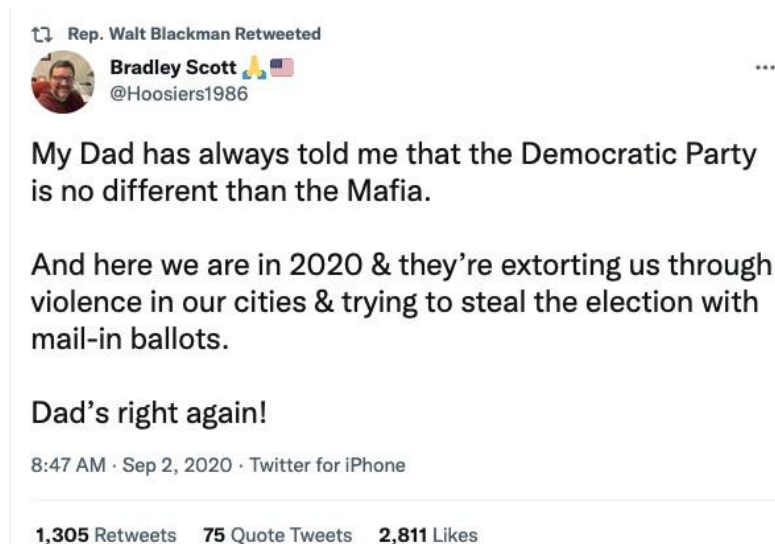 Rep. Walt Blackman Retweeted
Bradley Scott 🙏🇺🇸
@Hoosiers1986
My Dad has always told me that the Democratic Party
is no different than the Mafia.
And here we are in 2020 & they’re extorting us through
violence in our cities & trying to steal the election with
mail-in ballots.
Dad’s right again!
8:47 AM · Sep 2, 2020 · Twitter for iPhone
1,305 Retweets 75 Quote Tweets 2,811 Likes